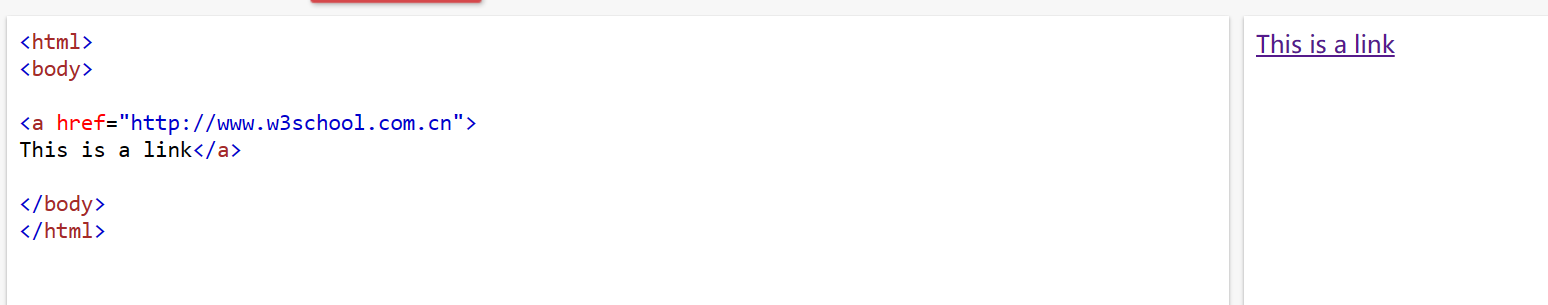 <html>
<body>
<a href="http://www.w3school.com.cn">
This is a link</a>
</body>
</html>
This is a link